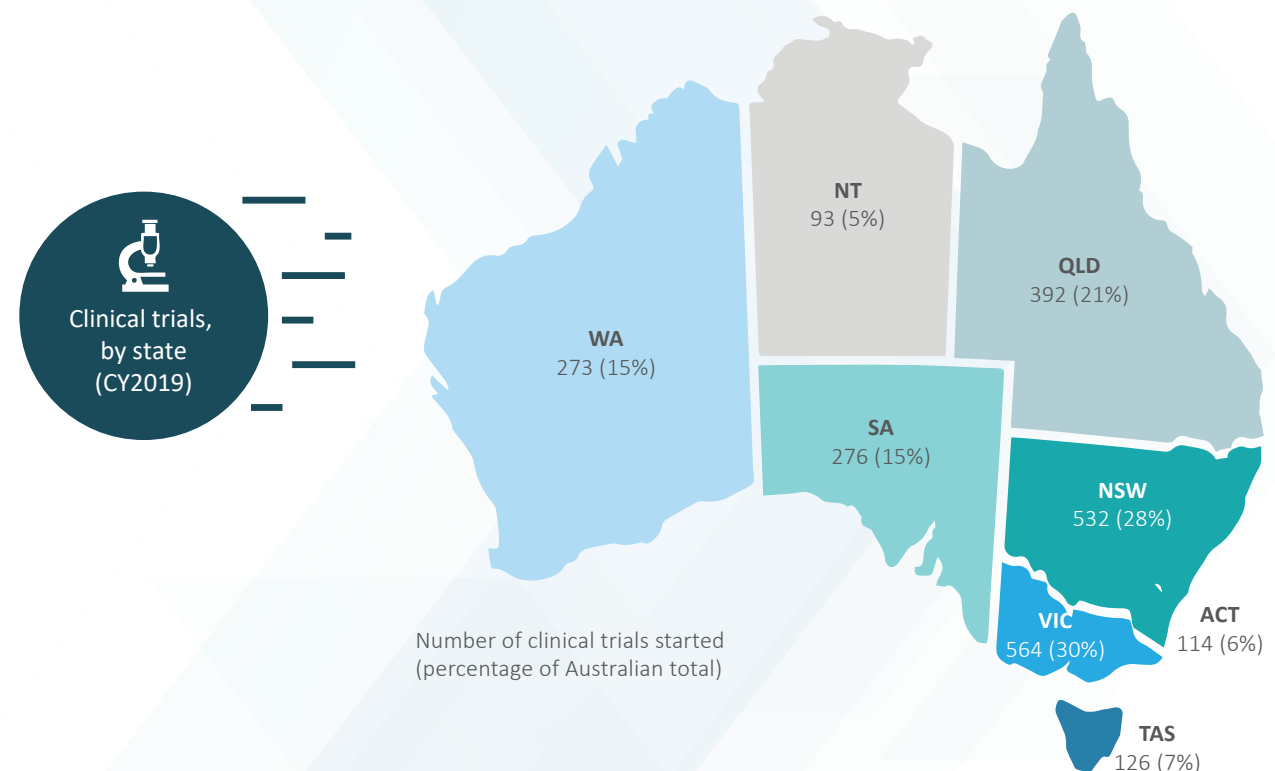 Clinical trials,
by state
(CY2019)
NT
93 (5%)
QLD
392 (21%)
WA
273 (15%)
SA
276 (15%)
NSW
532 (28%)
VIC
564 (30%)
ACT
114 (6%)
TAS
126 (7%)
Number of clinical trials started
(percentage of Australian total)